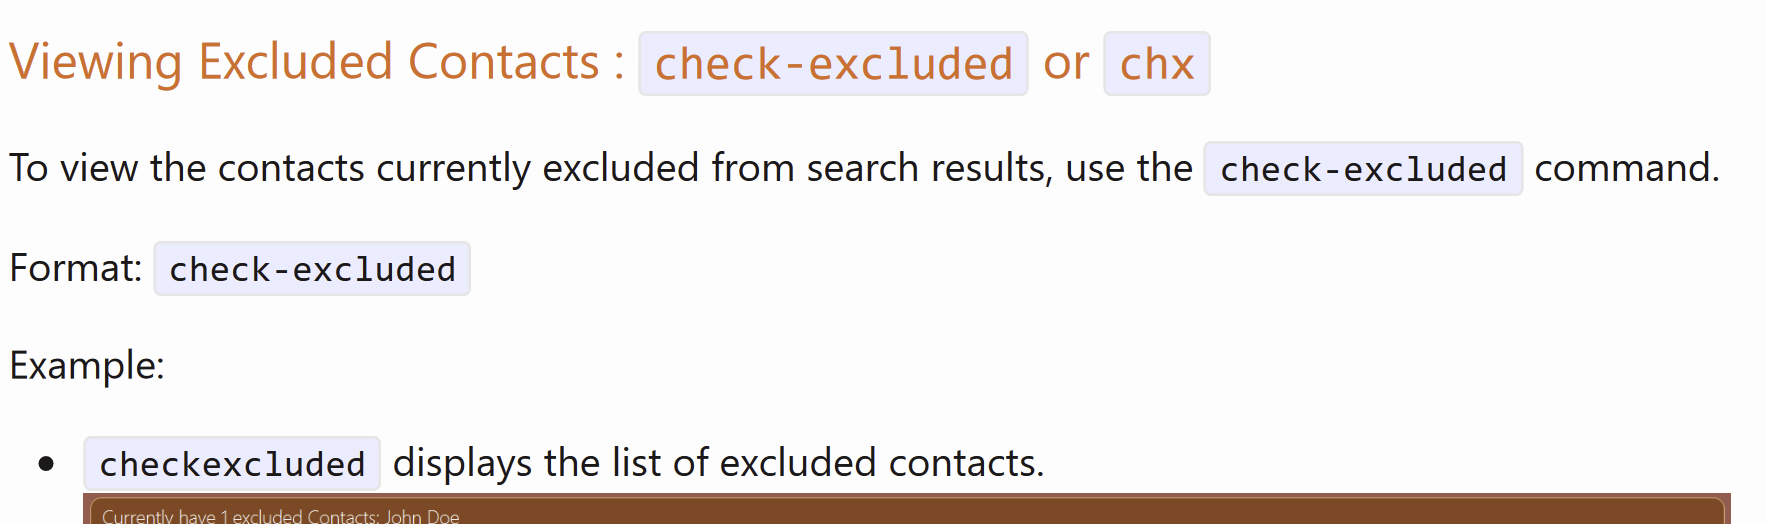 Viewing Excluded Contacts : check-excluded or chx
To view the contacts currently excluded from search results, use the check-excluded command.
Format: check-excluded
Example:
• checkexcluded displays the list of excluded contacts.
Currently have 1 excluded Contacts: John Doe